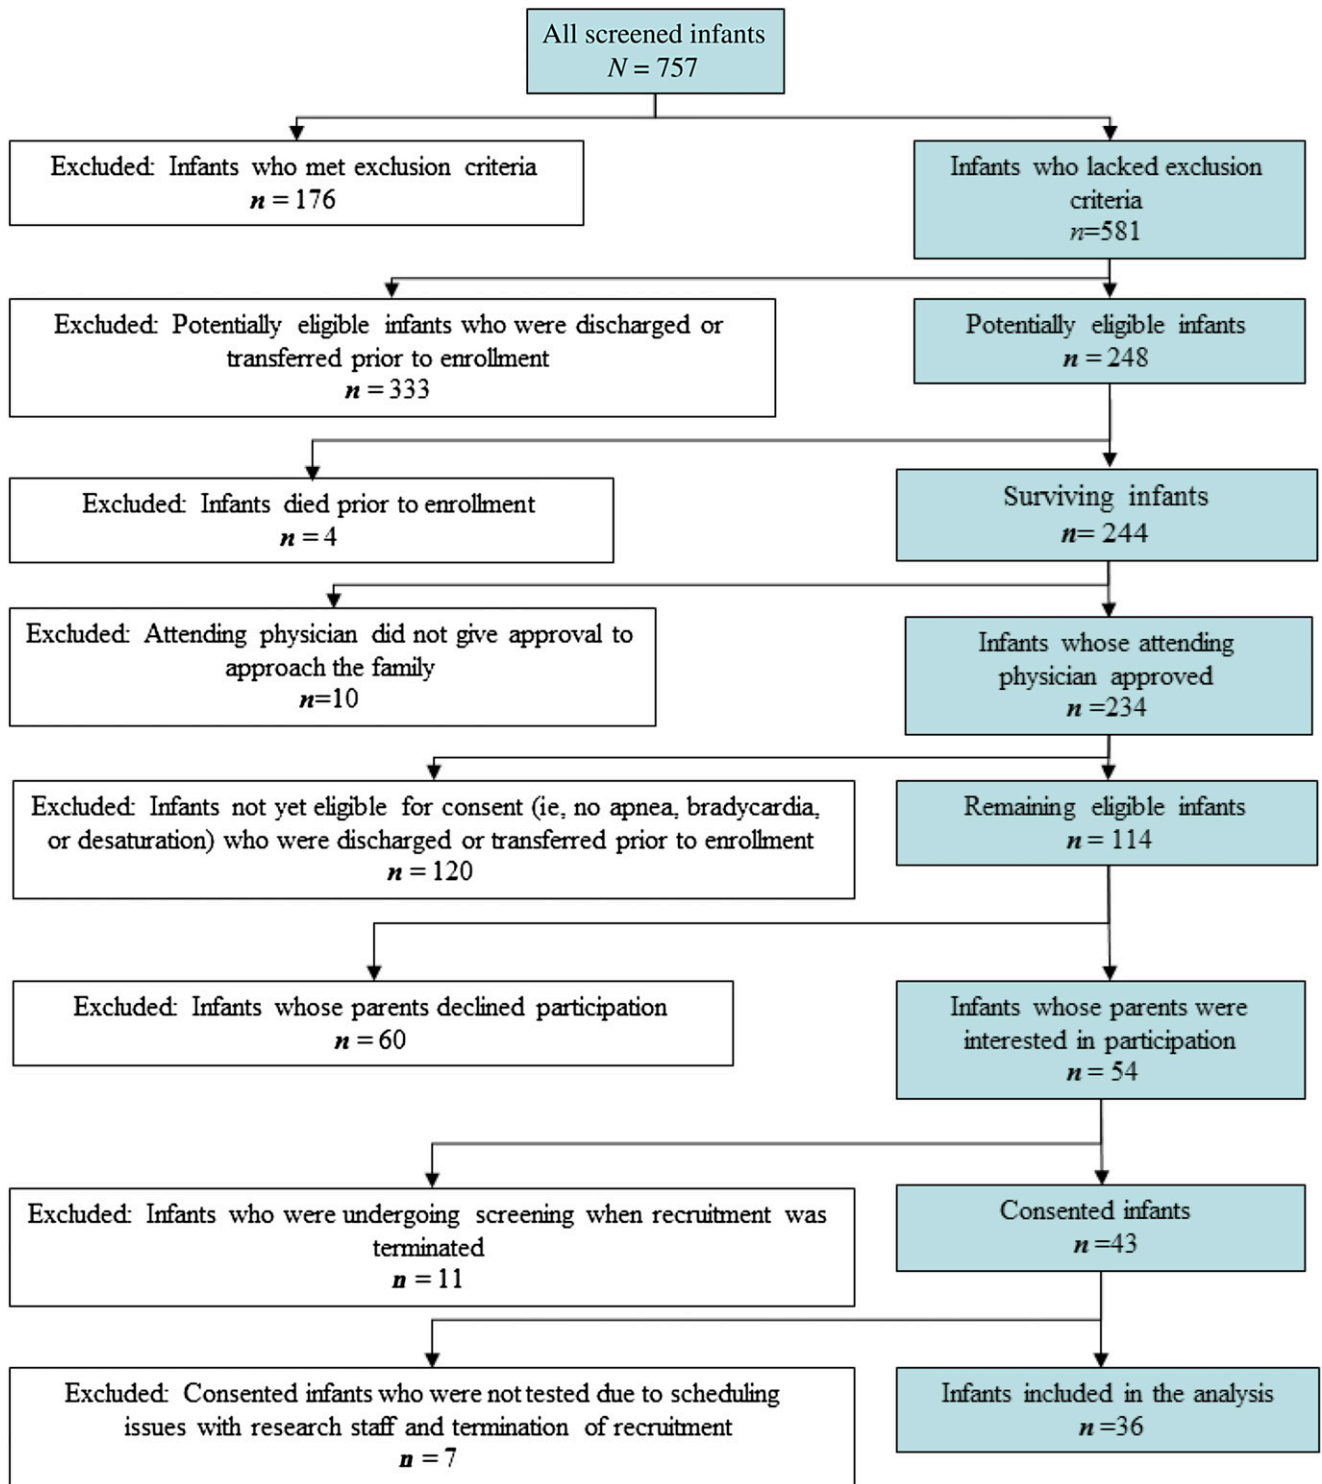 All screened infants
N = 757
Excluded: Infants who met exclusion criteria
n = 176
Infants who lacked exclusion
criteria
n=581
Excluded: Potentially eligible infants who were discharged or
transferred prior to enrollment
n = 333
Potentially eligible infants
n = 248
Excluded: Infants died prior to enrollment
n = 4
Surviving infants
n= 244
Excluded: Attending physician did not give approval to
approach the family
n=10
Infants whose attending
physician approved
n =234
Excluded: Infants not yet eligible for consent (ie, no apnea, bradycardia,
or desaturation) who were discharged or transferred prior to enrollment
n = 120
Remaining eligible infants
n = 114
Excluded: Infants whose parents declined participation
n = 60
Infants whose parents were
interested in participation
n = 54
Excluded: Infants who were undergoing screening when recruitment was
terminated
n = 11
Consented infants
n =43
Excluded: Consented infants who were not tested due to scheduling
issues with research staff and termination of recruitment
n = 7
Infants included in the analysis
n =36